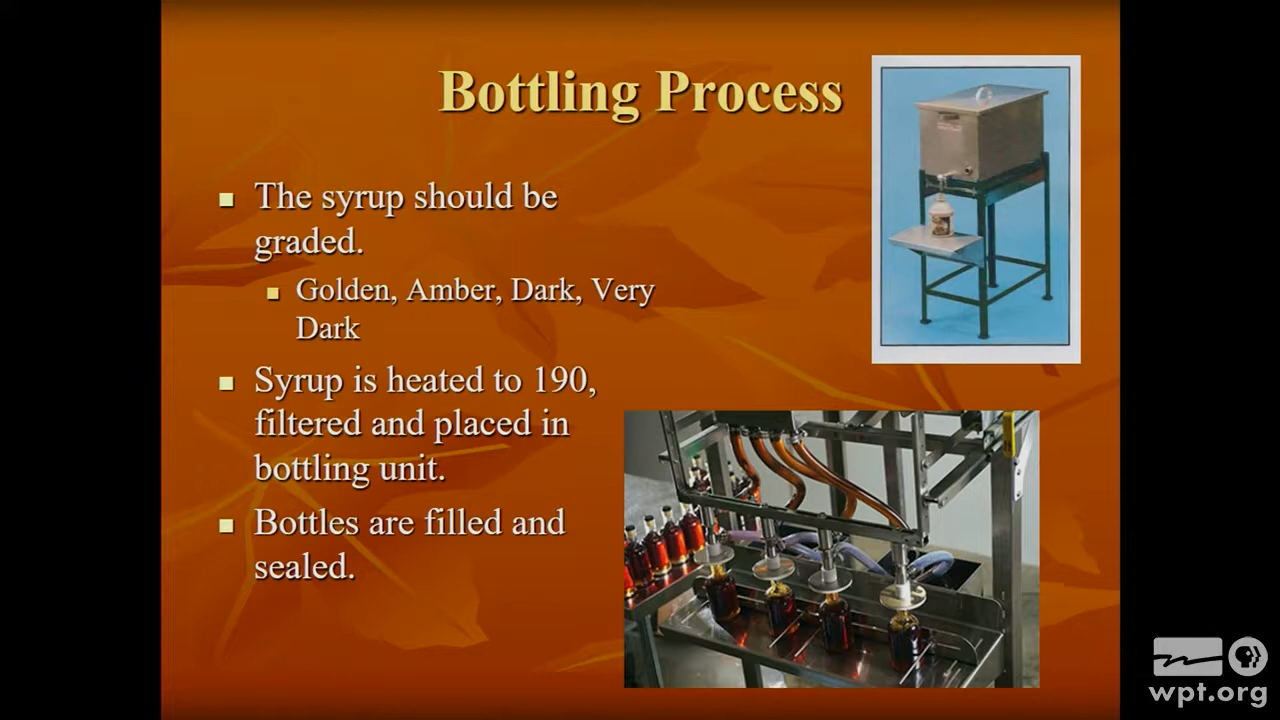 Bottling Process
The syrup should be
graded.
Golden, Amber, Dark, Very
Dark
Syrup is heated to 190,
filtered and placed in
bottling unit.
Bottles are filled and
sealed.
wpt.org